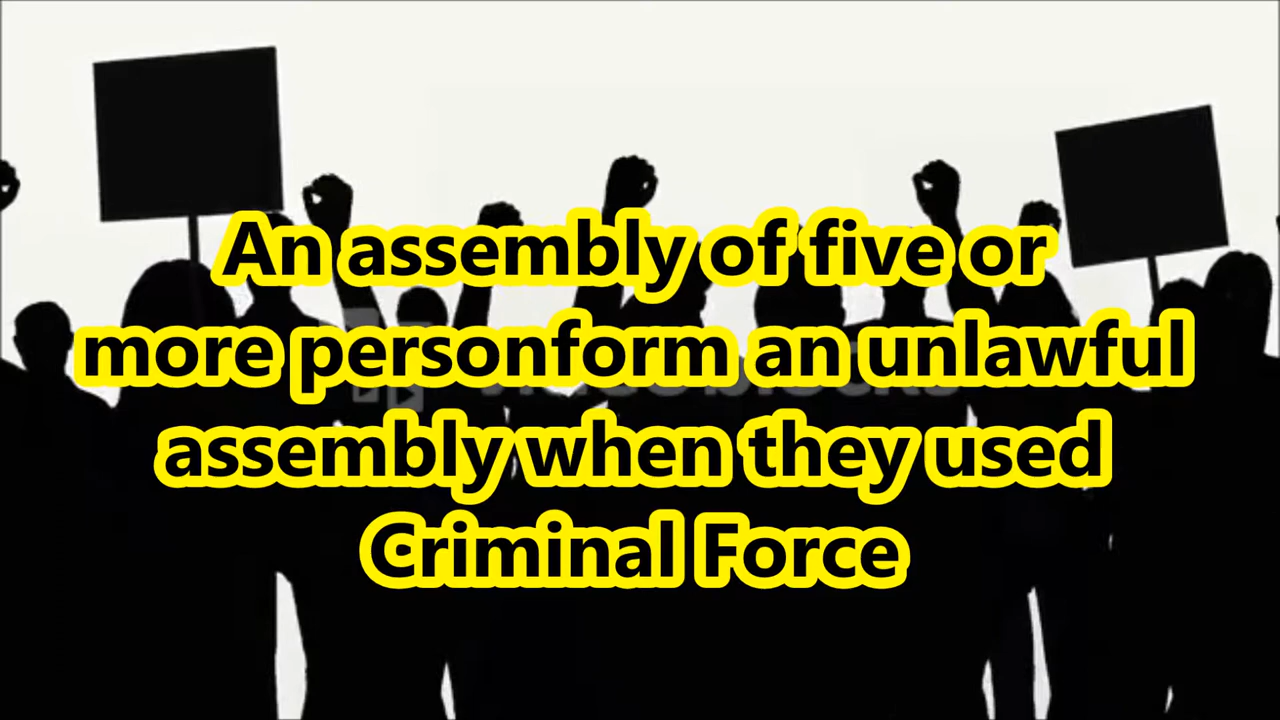 An assembly of five or
more personform an unlawful
assembly when they used
Criminal Force